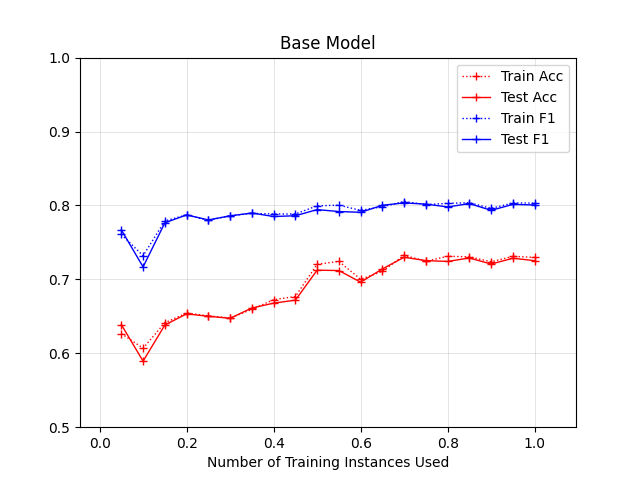 Base Model
1.0
0.9
0.8
0.7
0.6
0.5
Train Acc
Test Acc
Train F1
Test F1
0.0 0.2 0.4 0.6 0.8 1.0
Number of Training Instances Used